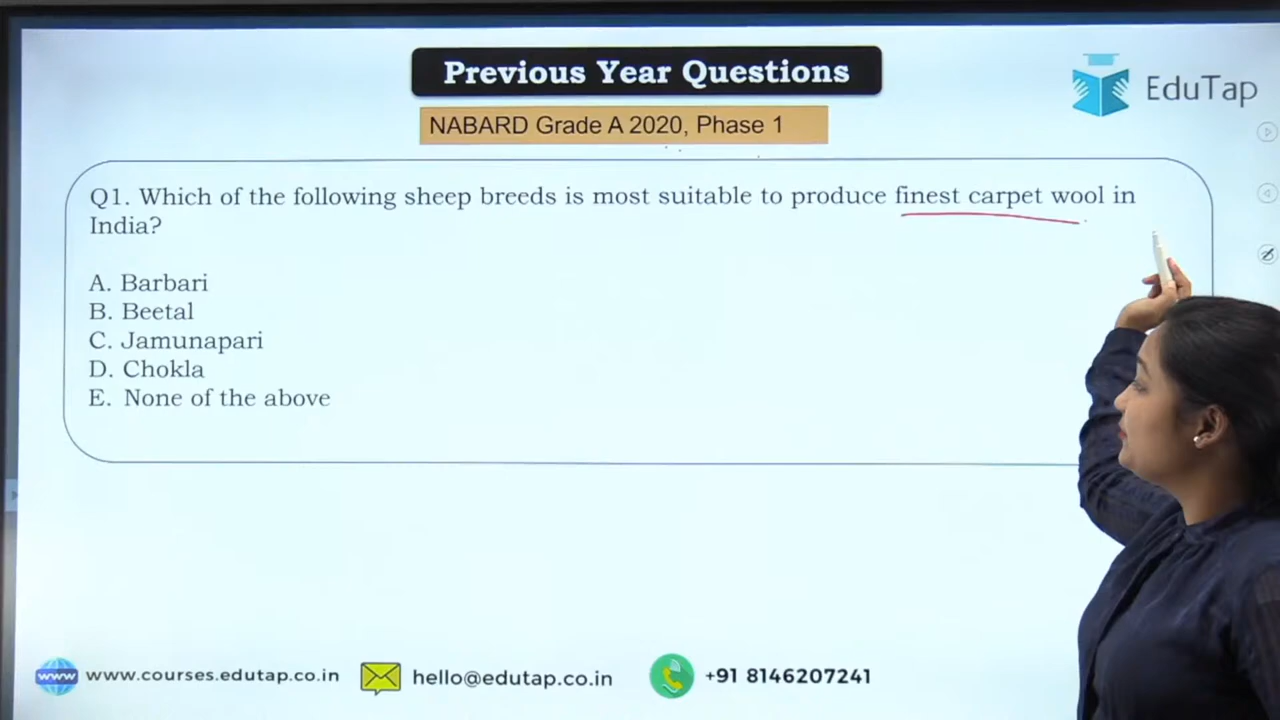 Previous Year Questions
EduTap
NABARD Grade A 2020, Phase 1
Q1. Which of the following sheep breeds is most suitable to produce finest carpet wool in
India?
A. Barbari
B. Beetal
C. Jamunapari
D. Chokla
E. None of the above
www www.courses.edutap.co.in
hello@edutap.co.in
+91 8146207241